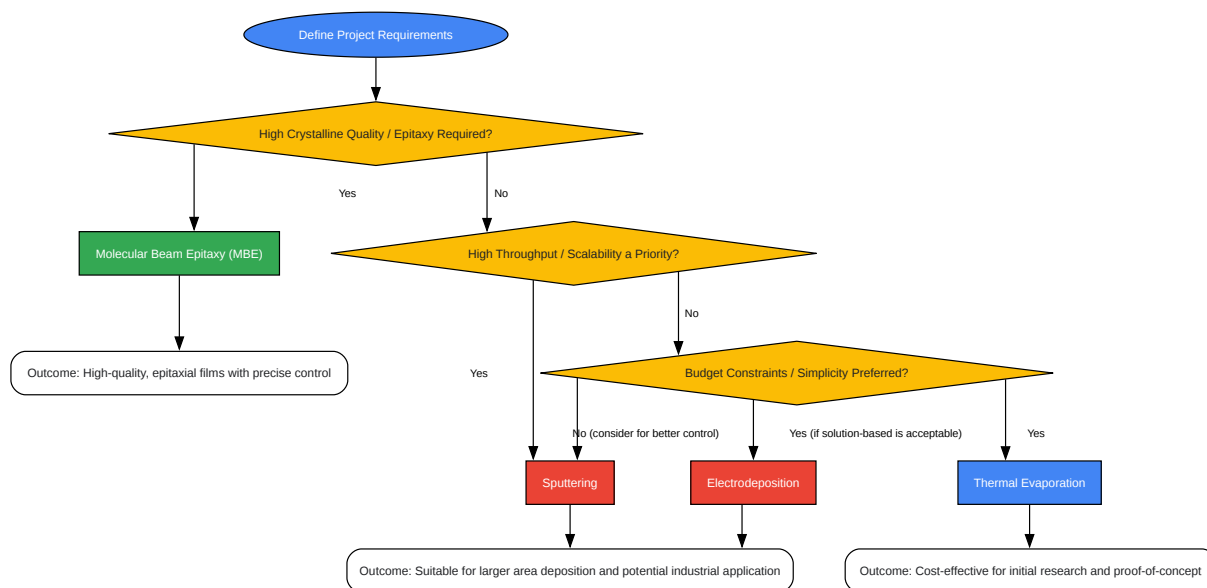 Define Project Requirements
High Crystalline Quality / Epitaxy Required?
Yes
No
Molecular Beam Epitaxy (MBE)
High Throughput / Scalability a Priority?
No
Outcome: High-quality, epitaxial films with precise control
Yes
Budget Constraints / Simplicity Preferred?
No (consider for better control)
Yes (if solution-based is acceptable)
Yes
Sputtering
Electrodeposition
Thermal Evaporation
Outcome: Suitable for larger area deposition and potential industrial application
Outcome: Cost-effective for initial research and proof-of-concept